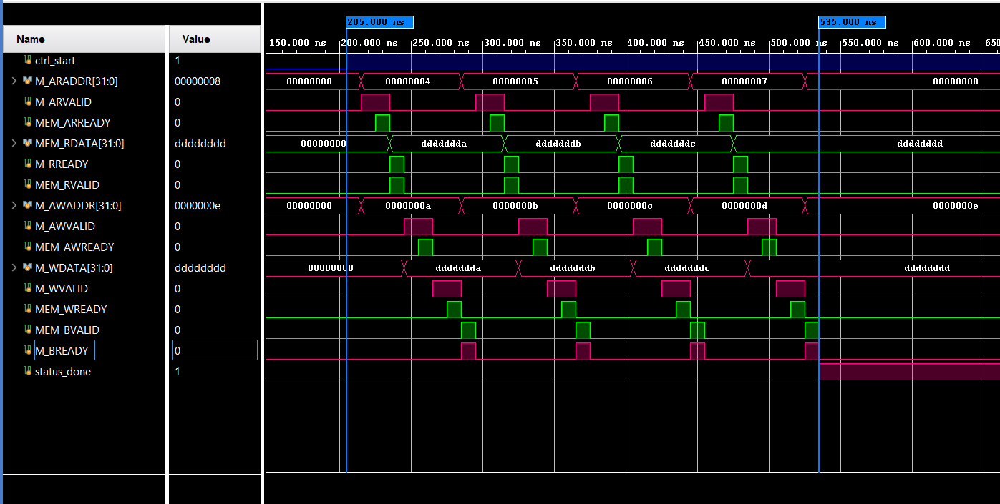 205.000 ns 535.000 ns
Name Value 150.000 ns 200.000 ns 250.000 ns 300.000 ns 350.000 ns 400.000 ns 450.000 ns 500.000 ns 550.000 ns 600.000 ns 650
ctrl_start 1
M_ARADDR[31:0] 00000008 00000000 00000004 00000005 00000006 00000007 00000008
M_ARVALID 0
MEM_ARREADY 0
MEM_RDATA[31:0] dddddddd 00000000 ddddddda dddddddb dddddddc dddddddd
M_RREADY 0
MEM_RVALID 0
M_AWADDR[31:0] 0000000e 00000000 0000000a 0000000b 0000000c 0000000d 0000000e
M_AWVALID 0
MEM_AWREADY 0
M_WDATA[31:0] dddddddd 00000000 ddddddda dddddddb dddddddc dddddddd
M_WVALID 0
MEM_WREADY 0
MEM_BVALID 0
M_BREADY 0
status_done 1